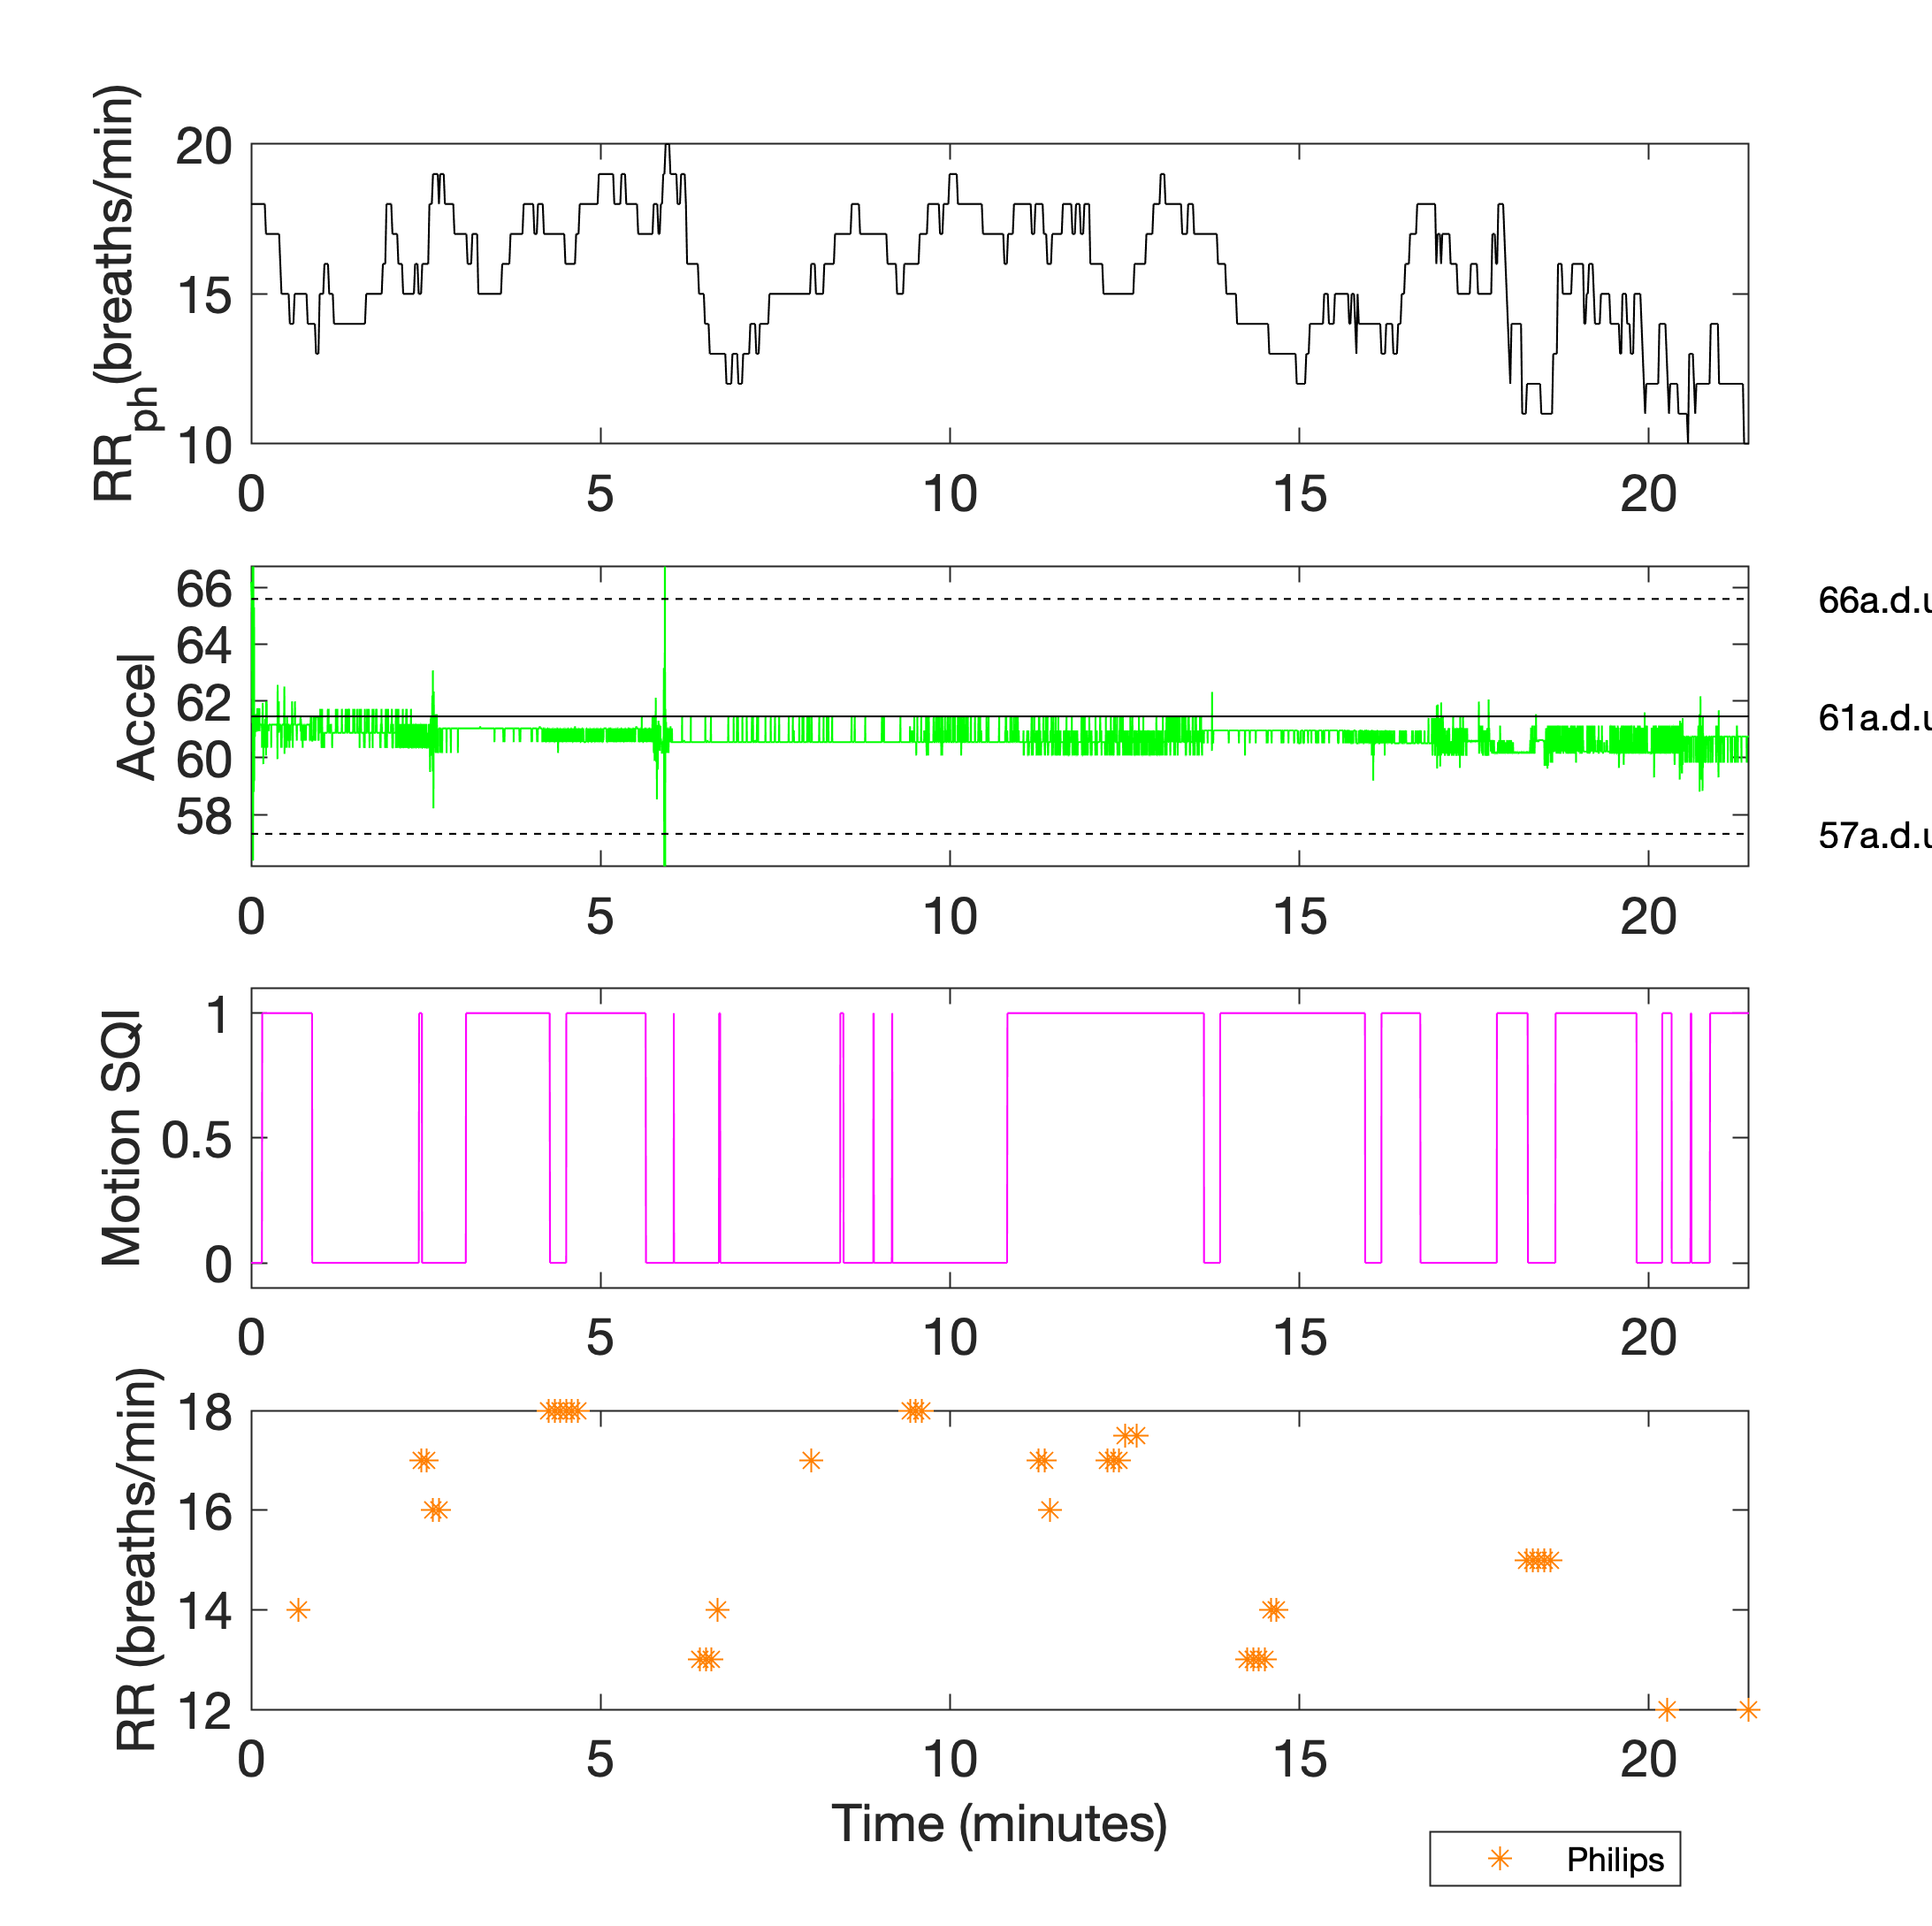 RRph (breaths/min)
20
15
10
0 5 10 15 20
Accel
66
64
62
60
58
66a.d.u
61a.d.u
57a.d.u
0 5 10 15 20
Motion SQI
1
0.5
0
0 5 10 15 20
RR (breaths/min)
18
16
14
12
0 5 10 15 20
Time (minutes)
Philips